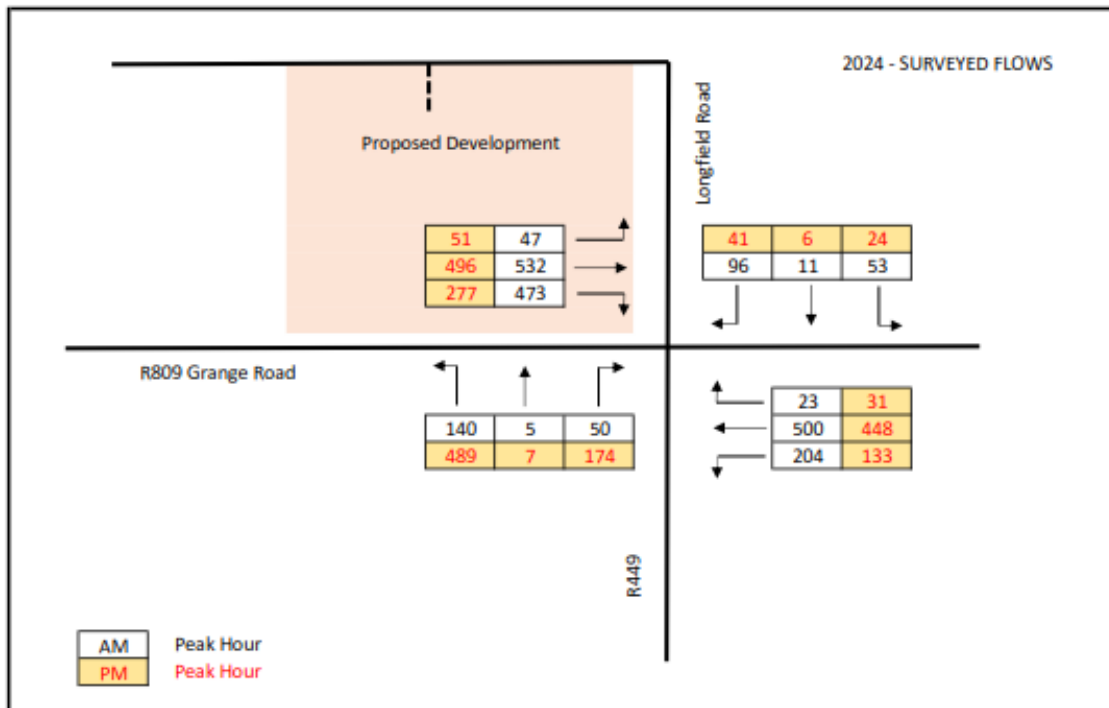 2024 - SURVEYED FLOWS
Longfield Road
Proposed Development
51 47
496 532
277 473
41 6 24
96 11 53
R809 Grange Road
140 5 50
489 7 174
23 31
500 448
204 133
R449
AM Peak Hour
PM Peak Hour